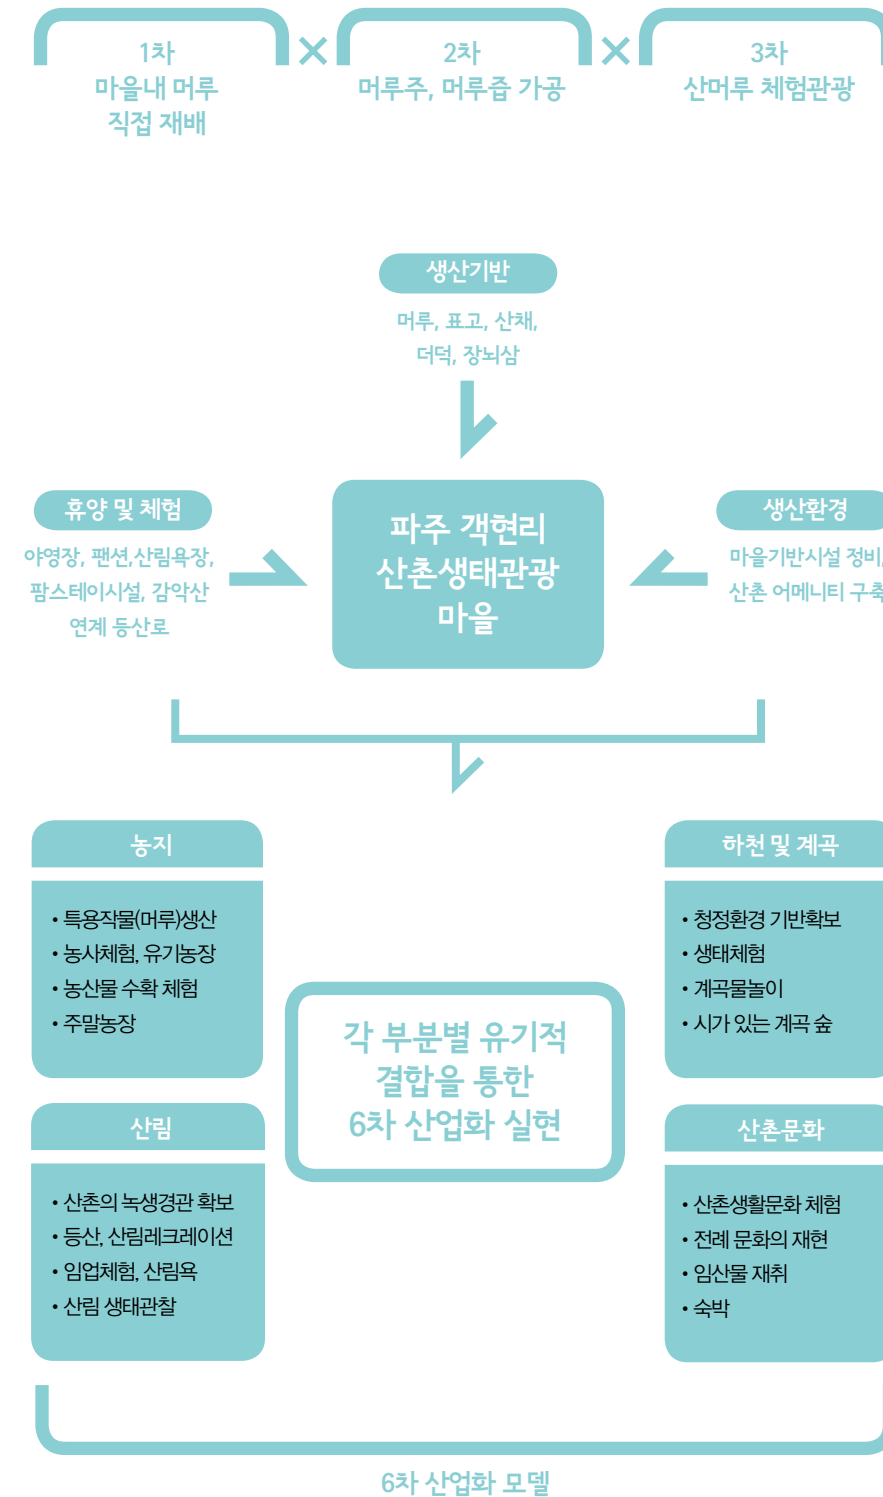 1차
마을내 머루
직접 재배
×
2차
머루주, 머루즙 가공
×
3차
산머루 체험관광
생산기반
머루, 표고, 산채,
더덕, 장뇌삼
휴양 및 체험
야영장, 팬션,산림욕장,
팜스테이시설, 감악산
연계 등산로
파주 객현리
산촌생태관광
마을
생산환경
마을기반시설 정비,
산촌 어메니티 구축
농지
• 특용작물(머루)생산
• 농사체험, 유기농장
• 농산물 수확 체험
• 주말농장
하천 및 계곡
• 청정환경 기반확보
• 생태체험
• 계곡물놀이
• 시가 있는 계곡 숲
각 부분별 유기적
결합을 통한
6차 산업화 실현
산림
• 산촌의 녹생경관 확보
• 등산, 산림레크레이션
• 임업체험, 산림욕
• 산림 생태관찰
산촌문화
• 산촌생활문화 체험
• 전례 문화의 재현
• 임산물 재취
• 숙박
6차 산업화 모델